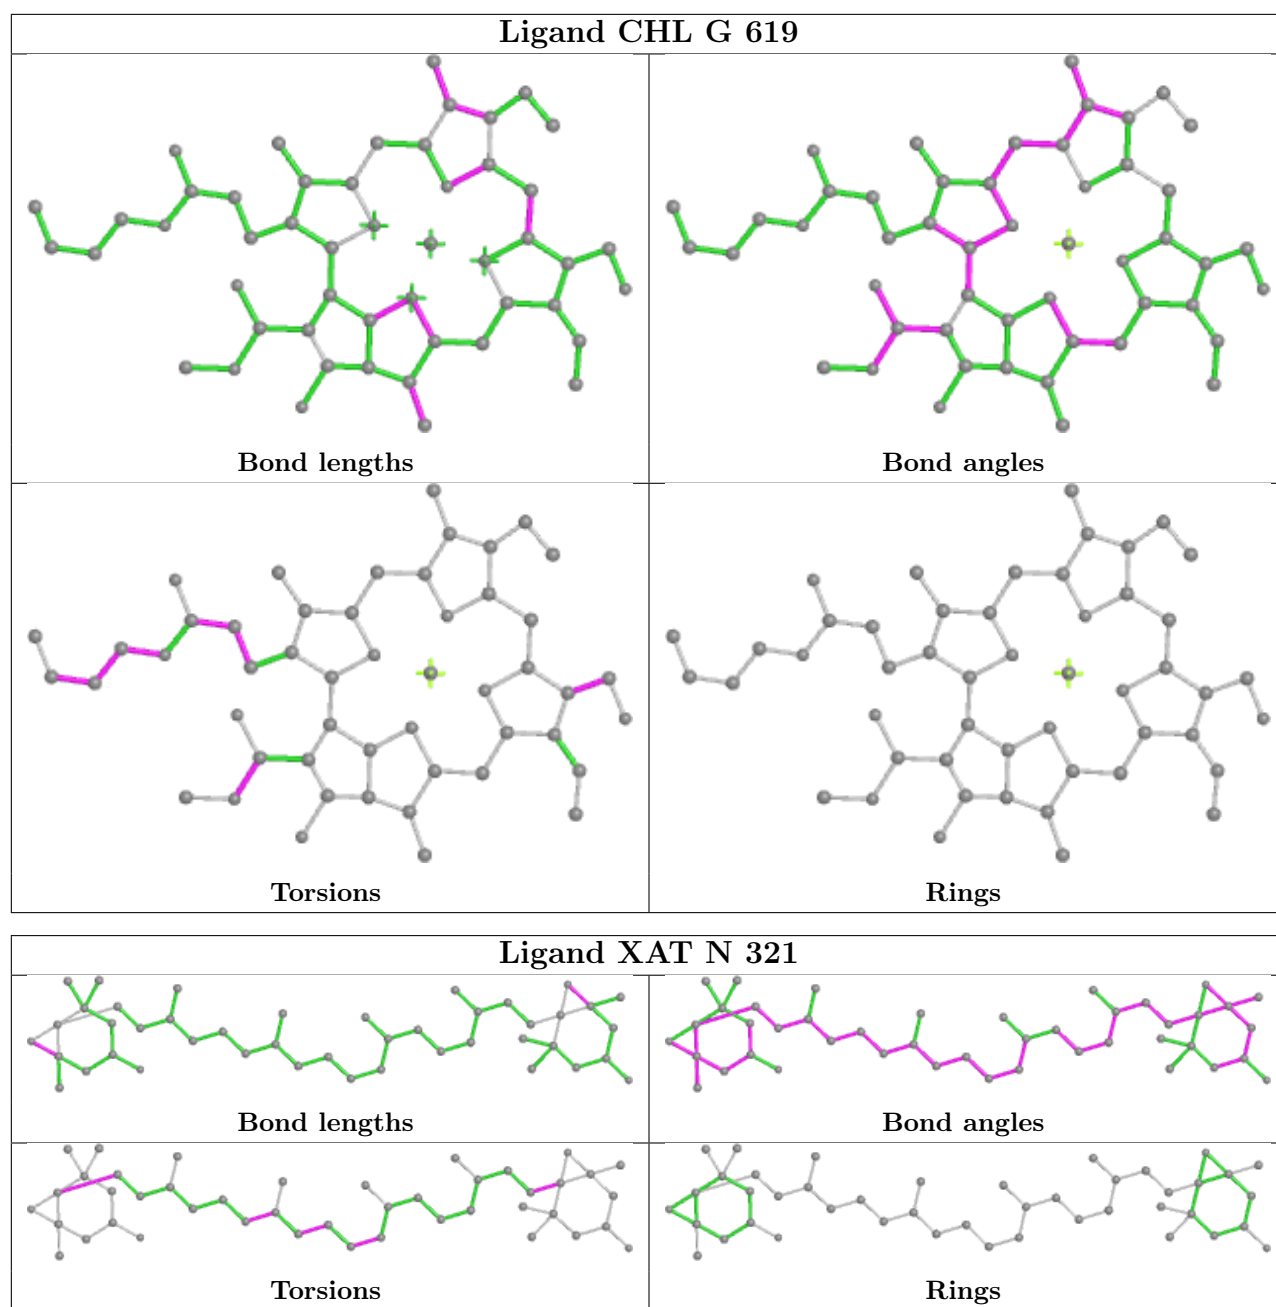 Ligand CHL G 619
Bond lengths
Bond angles
Torsions
Rings
Ligand XAT N 321
Bond lengths
Bond angles
Torsions
Rings